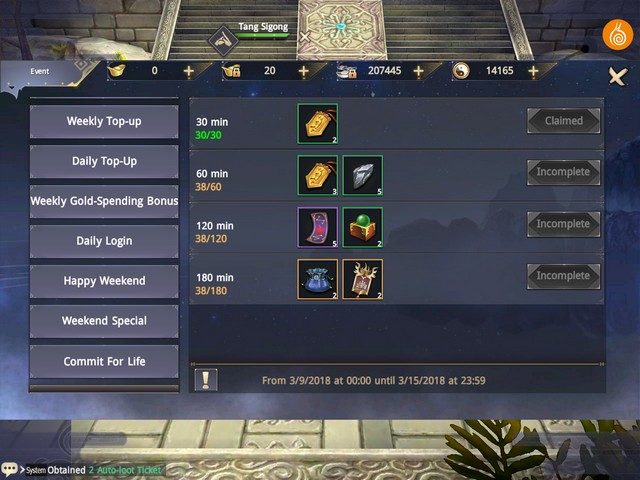 Tang Sigong
Event
0
20
207445
14165
Weekly Top-up
Daily Top-Up
Weekly Gold-Spending Bonus
Daily Login
Happy Weekend
Weekend Special
Commit For Life
30 min
30/30
2
Claimed
60 min
38/60
3
5
Incomplete
120 min
38/120
5
2
Incomplete
180 min
38/180
2
2
Incomplete
From 3/9/2018 at 00:00 until 3/15/2018 at 23:59
System Obtained 2 Auto-loot Ticket